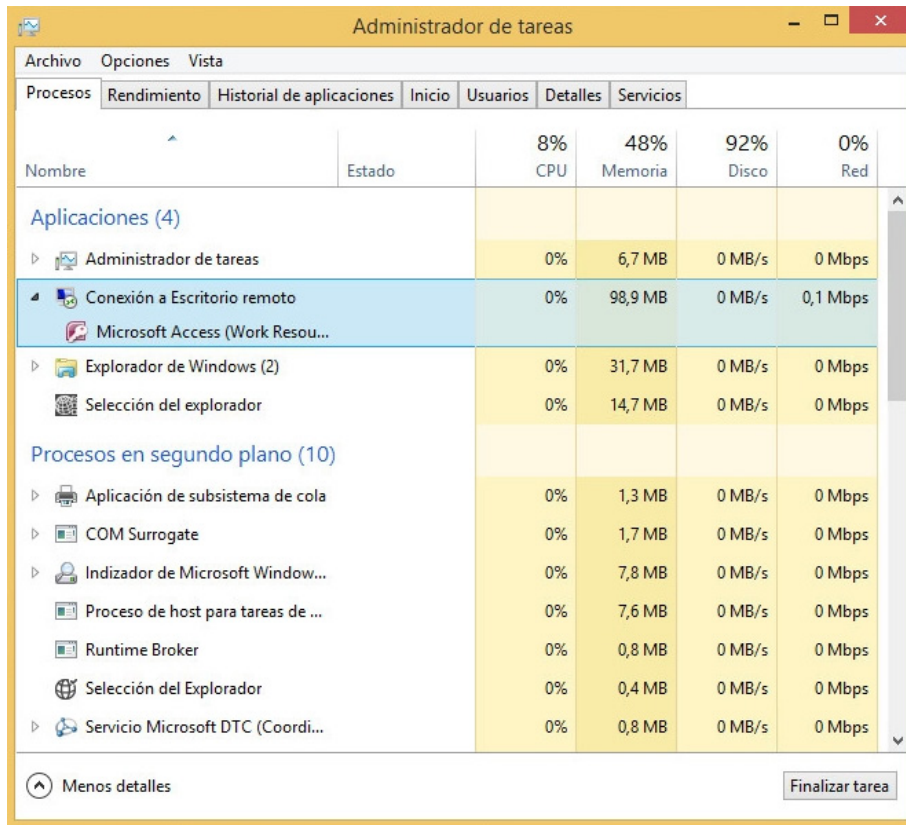 Administrador de tareas
Archivo Opciones Vista
Procesos Rendimiento Historial de aplicaciones Inicio Usuarios Detalles Servicios
8% 48% 92% 0%
Nombre Estado CPU Memoria Disco Red
Aplicaciones (4)
Administrador de tareas 0% 6,7 MB 0 MB/s 0 Mbps
Conexión a Escritorio remoto 0% 98,9 MB 0 MB/s 0,1 Mbps
Microsoft Access (Work Resou...
Explorador de Windows (2) 0% 31,7 MB 0 MB/s 0 Mbps
Selección del explorador 0% 14,7 MB 0 MB/s 0 Mbps
Procesos en segundo plano (10)
Aplicación de subsistema de cola 0% 1,3 MB 0 MB/s 0 Mbps
COM Surrogate 0% 1,7 MB 0 MB/s 0 Mbps
Indizador de Microsoft Window... 0% 7,8 MB 0 MB/s 0 Mbps
Proceso de host para tareas de ... 0% 7,6 MB 0 MB/s 0 Mbps
Runtime Broker 0% 0,8 MB 0 MB/s 0 Mbps
Selección del Explorador 0% 0,4 MB 0 MB/s 0 Mbps
Servicio Microsoft DTC (Coordi... 0% 0,8 MB 0 MB/s 0 Mbps
Menos detalles Finalizar tarea